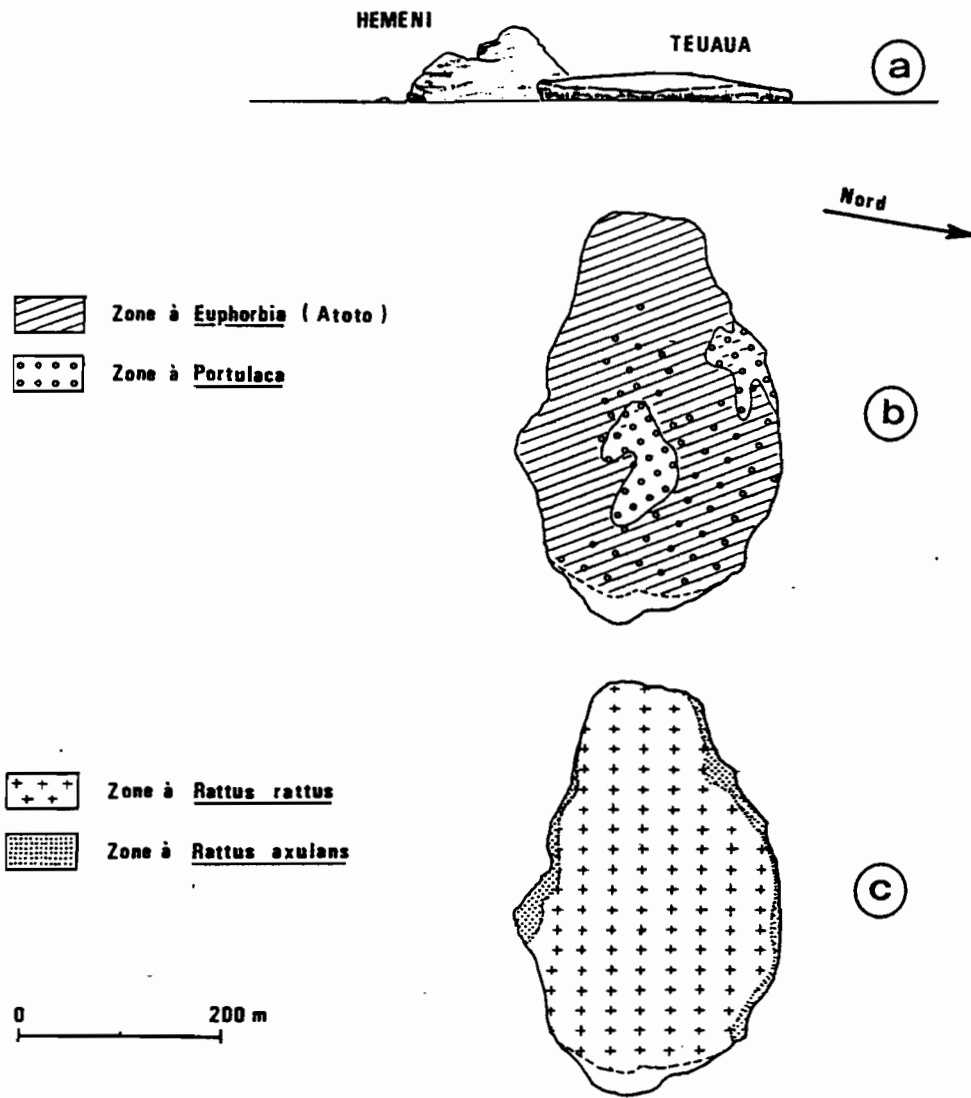 HEMENI
TEUAUA
a
Nord
Zone à Euphorbia ( Atoto )
Zone à Portulaca
b
Zone à Rattus rattus
Zone à Rattus axulans
c
0 200 m